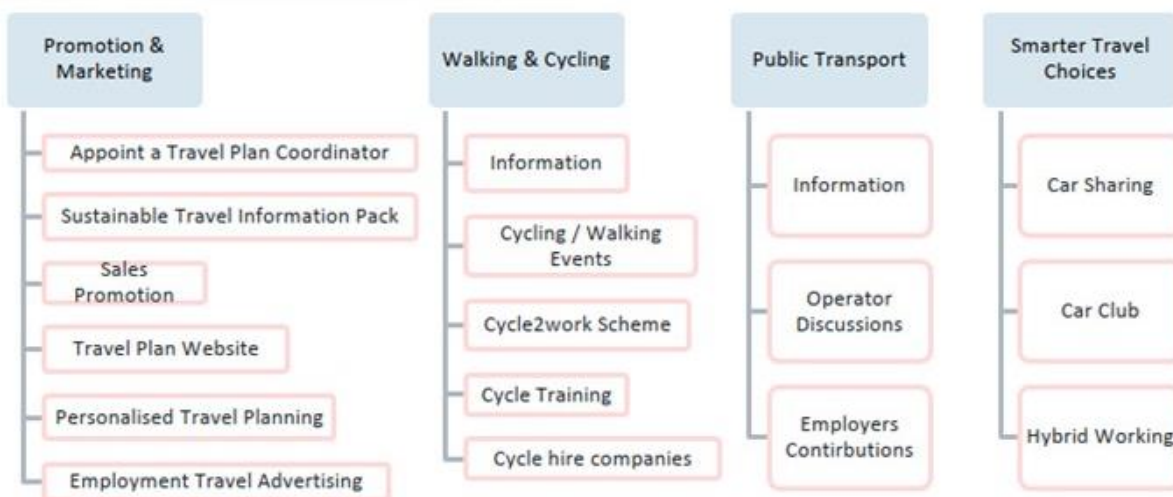 Promotion &
Marketing
Appoint a Travel Plan Coordinator
Sustainable Travel Information Pack
Sales
Promotion
Travel Plan Website
Personalised Travel Planning
Employment Travel Advertising
Walking & Cycling
Information
Cycling / Walking
Events
Cycle2work Scheme
Cycle Training
Cycle hire companies
Public Transport
Information
Operator
Discussions
Employers
Contirbutions
Smarter Travel
Choices
Car Sharing
Car Club
Hybrid Working